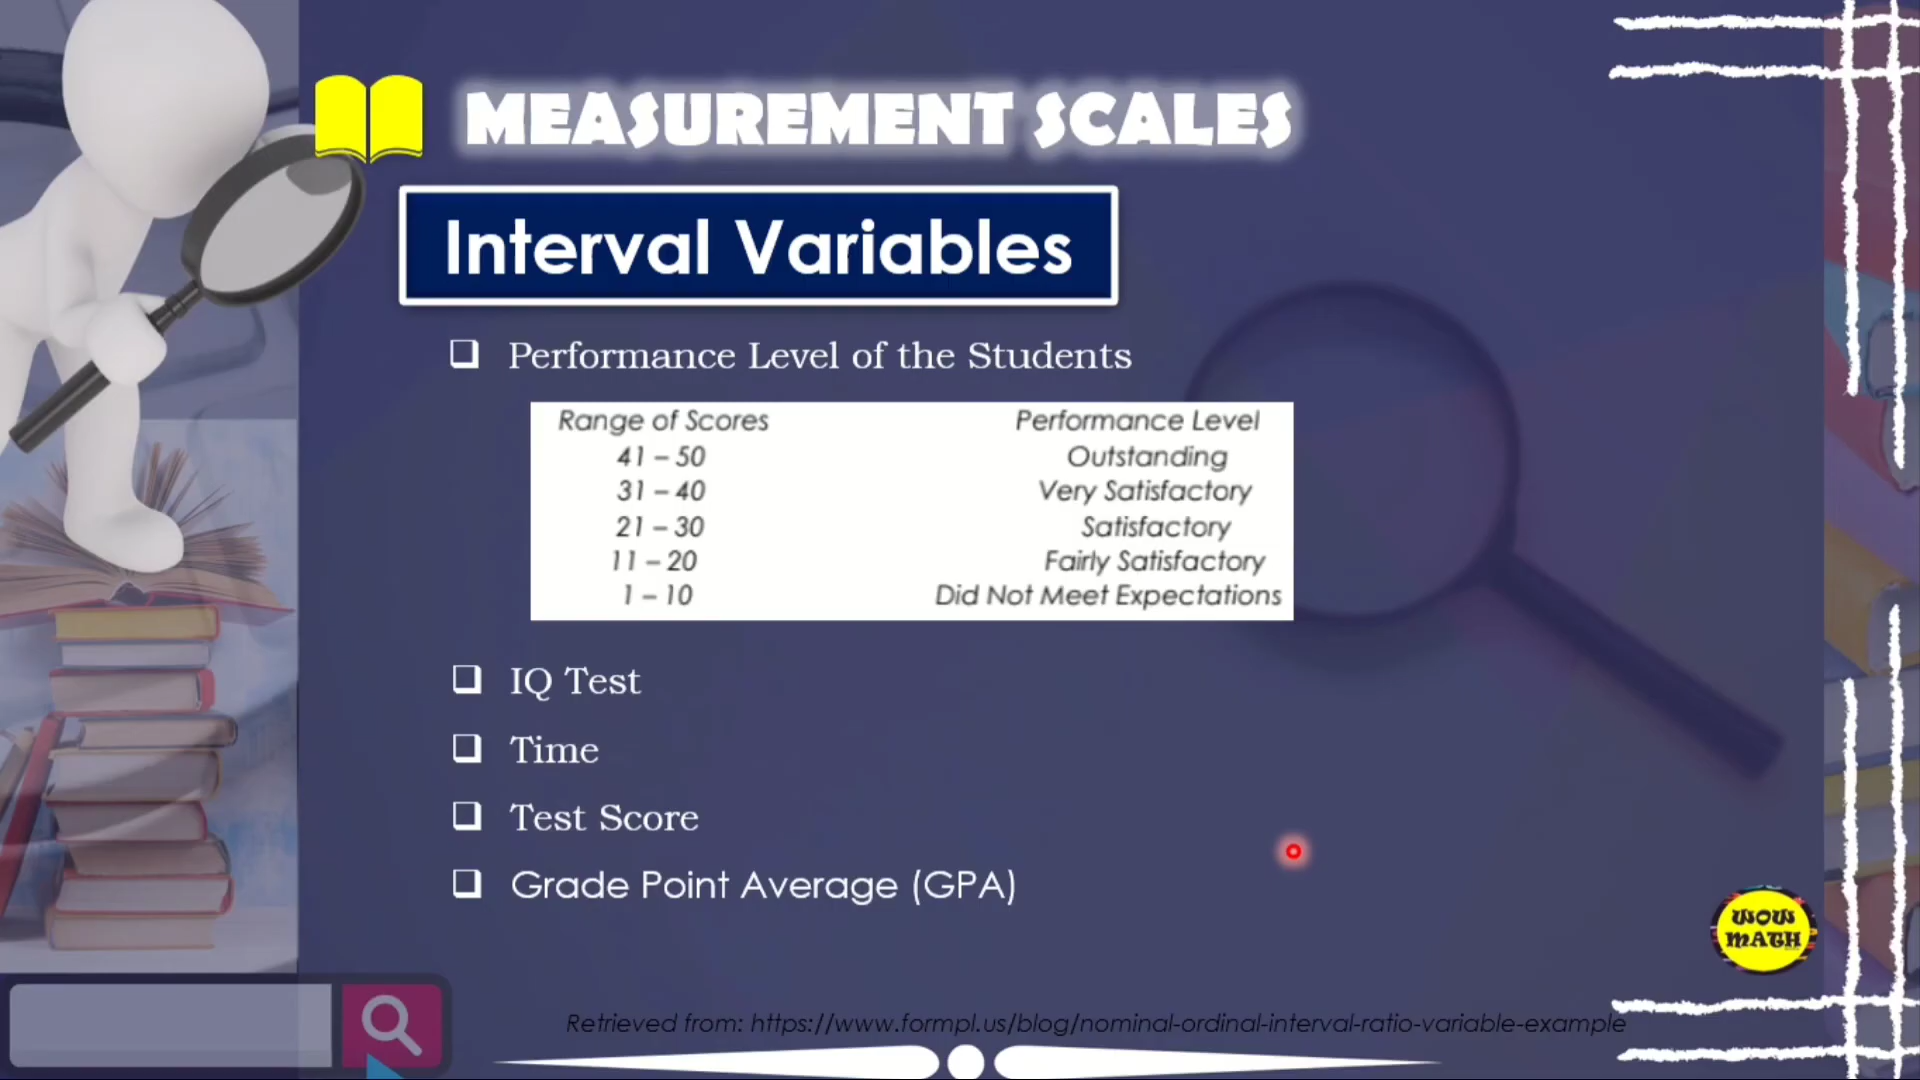 MEASUREMENT SCALES
Interval Variables
Performance Level of the Students
Range of Scores Performance Level
41 – 50 Outstanding
31 – 40 Very Satisfactory
21 – 30 Satisfactory
11 – 20 Fairly Satisfactory
1 – 10 Did Not Meet Expectations
IQ Test
Time
Test Score
Grade Point Average (GPA)
WOW
MATH
Retrieved from: https://www.formpl.us/blog/nominal-ordinal-interval-ratio-variable-example